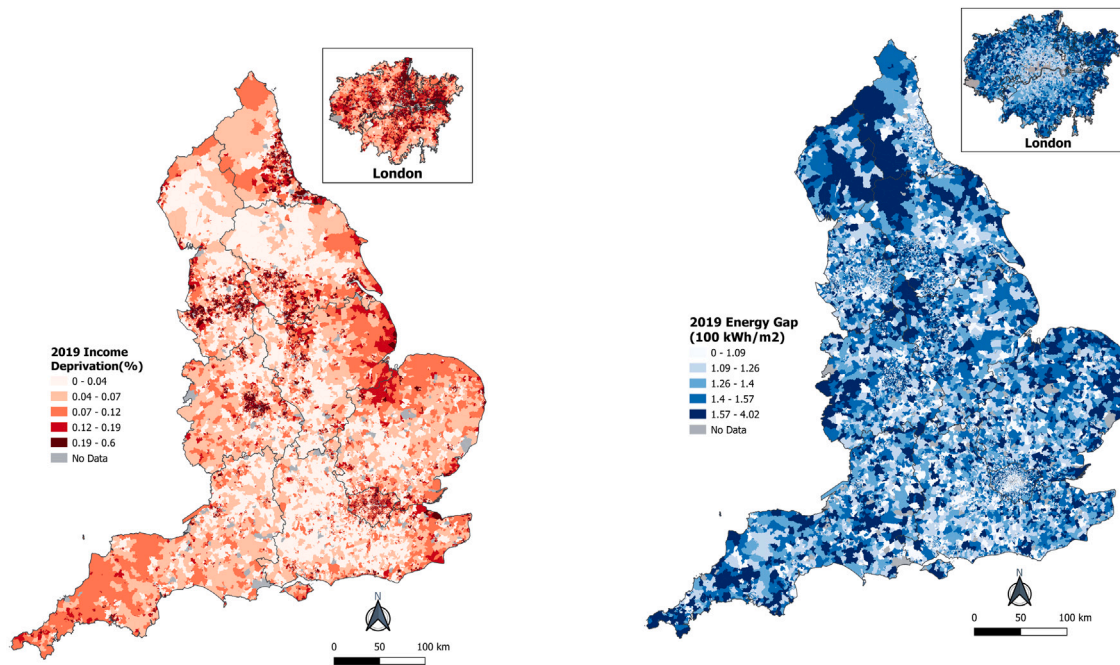 London
2019 Income
Deprivation(%)
0 - 0.04
0.04 - 0.07
0.07 - 0.12
0.12 - 0.19
0.19 - 0.6
No Data
N
0 50 100 km
London
2019 Energy Gap
(100 kWh/m2)
0 - 1.09
1.09 - 1.26
1.26 - 1.4
1.4 - 1.57
1.57 - 4.02
No Data
N
0 50 100 km